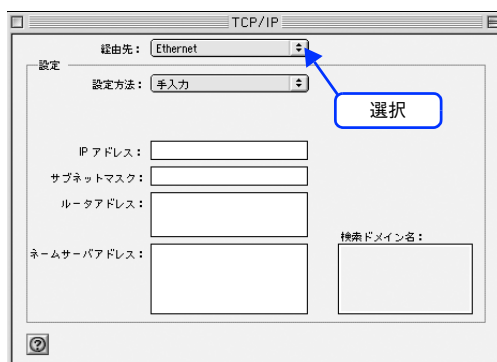 TCP/IP
経由先：
Ethernet
設定
設定方法：
手入力
選択
IP アドレス：
サブネットマスク：
ルータアドレス：
検索ドメイン名：
ネームサーバアドレス：
?